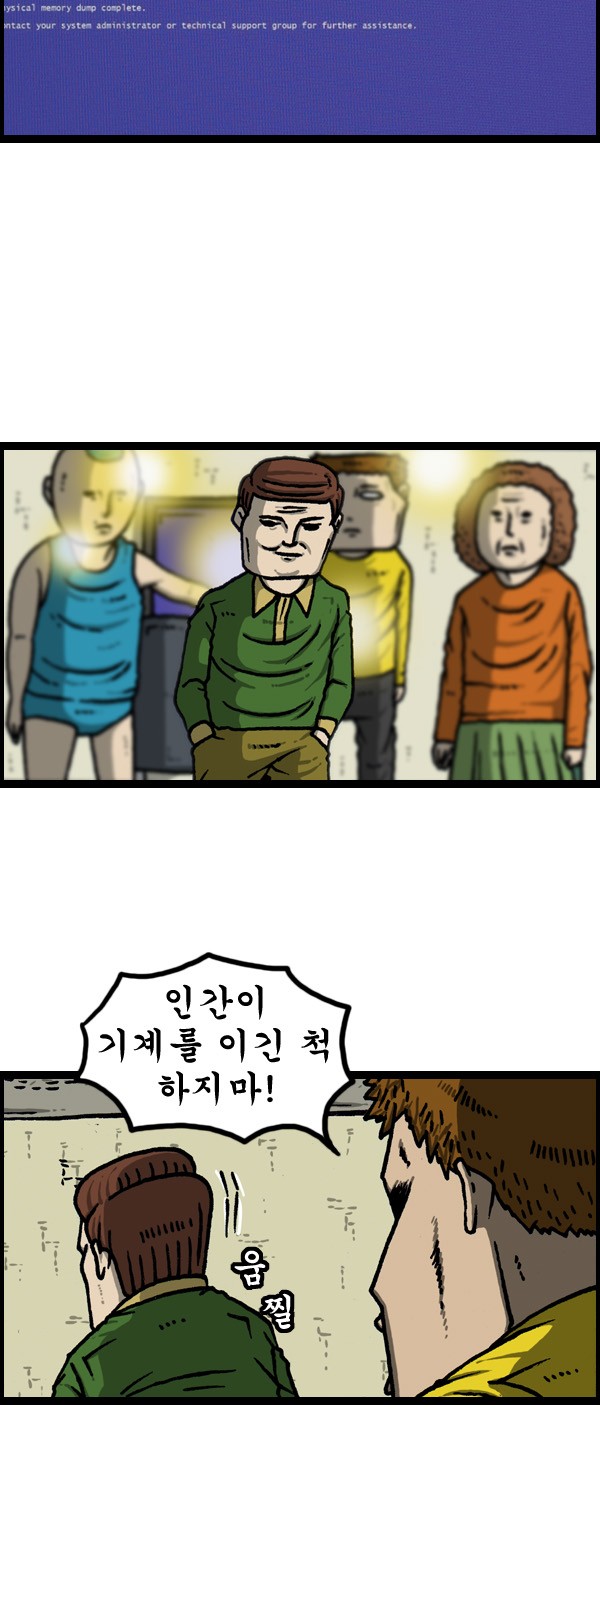 ysical memory dump complete.
ontact your system administrator or technical support group for further assistance.
인간이
기계를 이긴 척
하지마!
움
찔